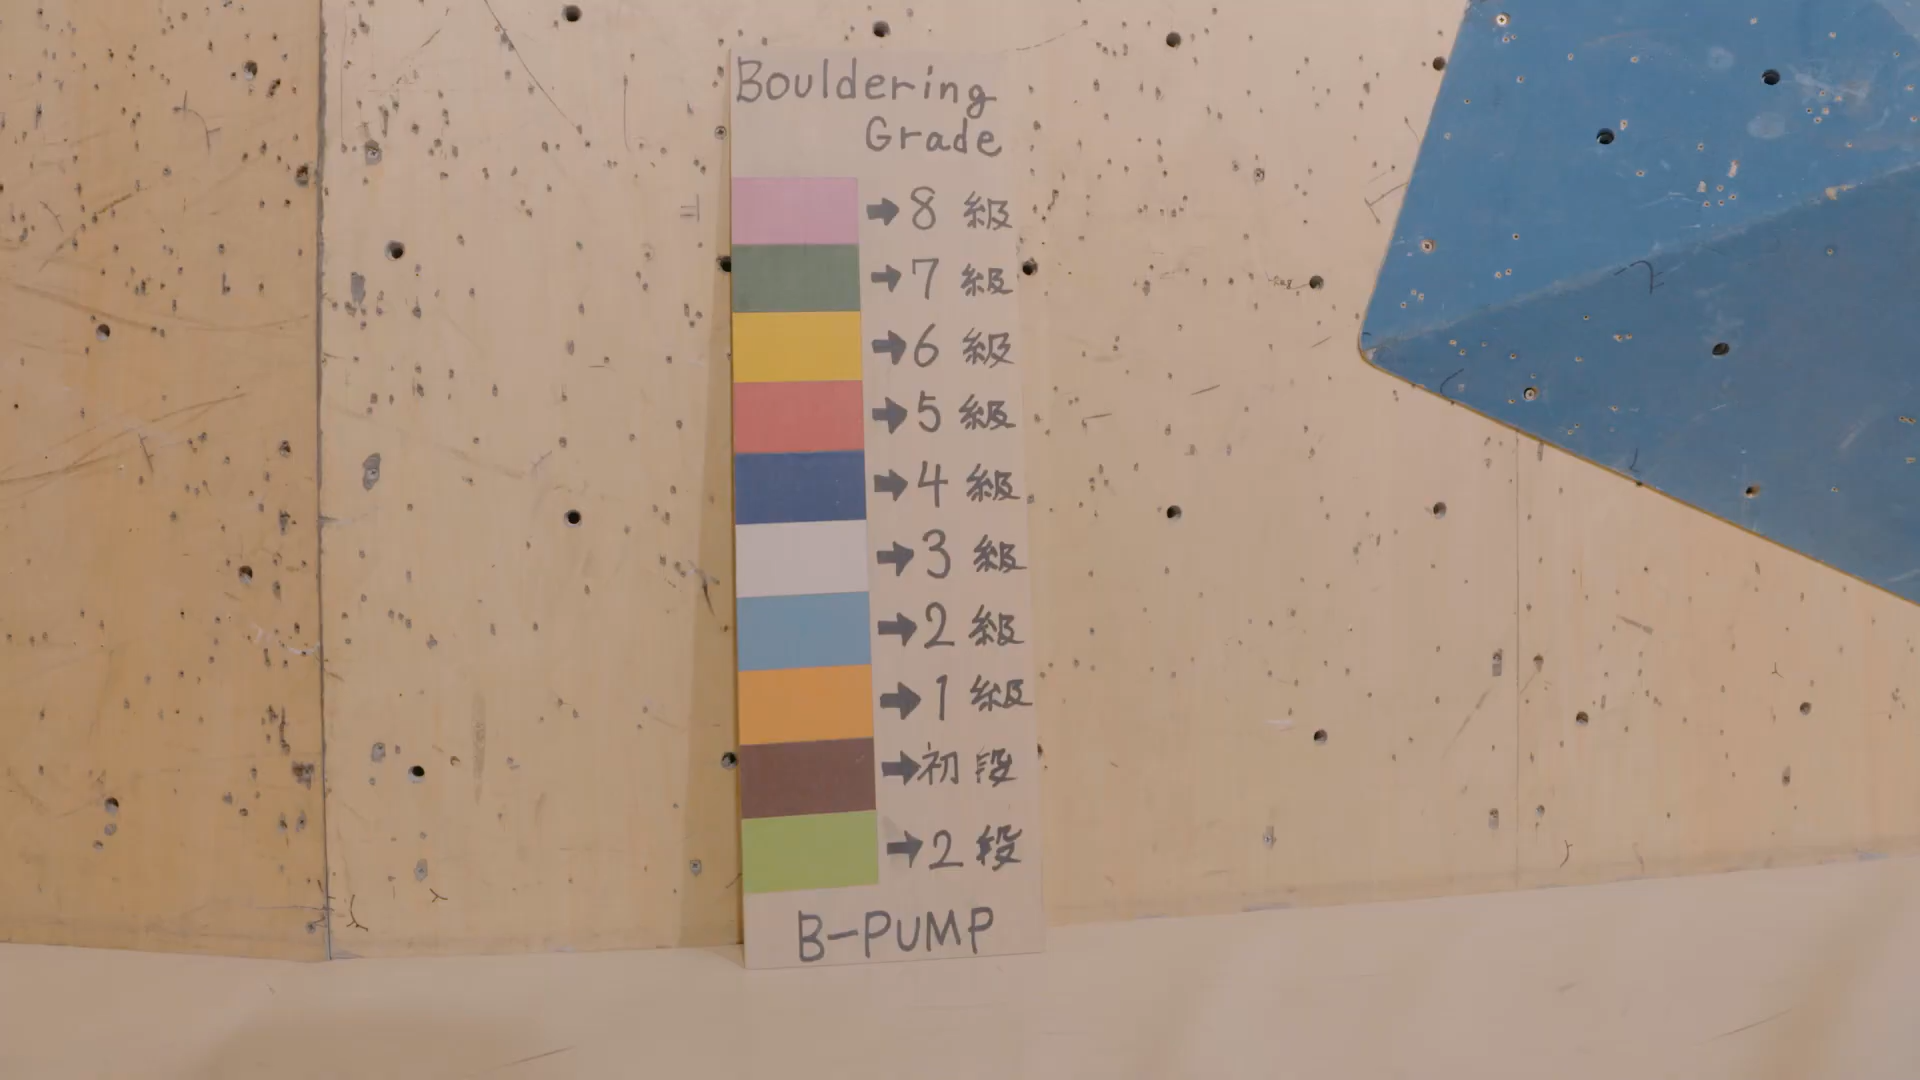 Bouldering
Grade
➡8 級
➡7 級
➡6 級
➡5 級
➡4 級
➡3 級
➡2 級
➡1 級
➡初 段
➡2 段
B-PUMP